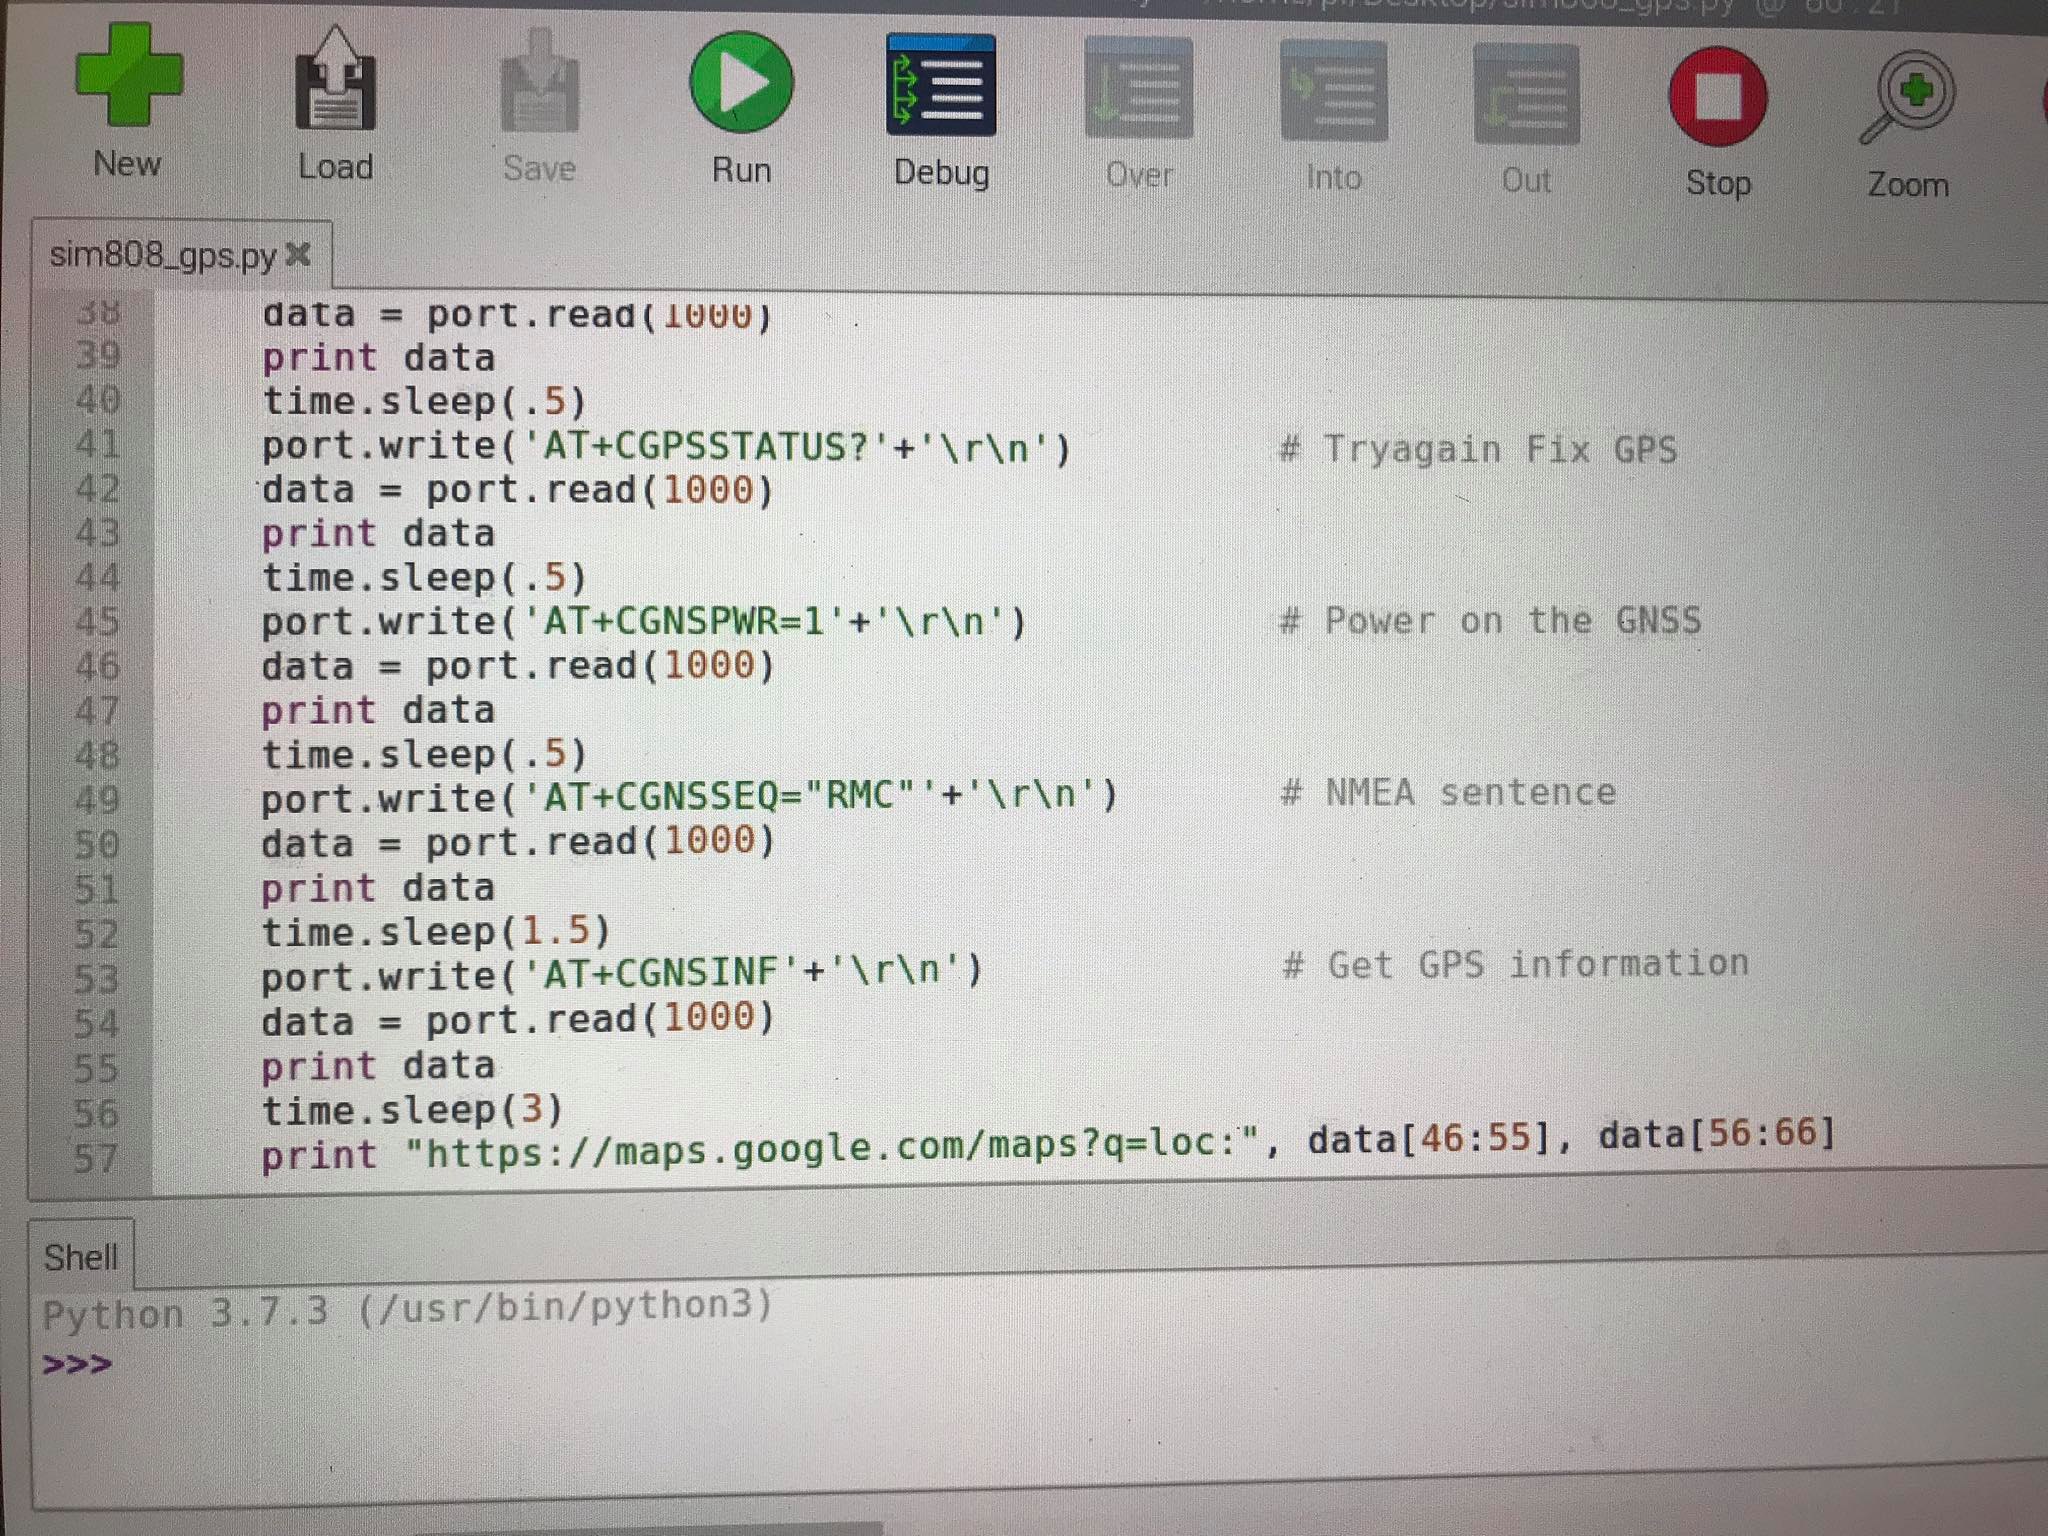 sim808_gps.py @ 60:21
New Load Save Run Debug Over Into Out Stop Zoom
sim808_gps.py
38 data = port.read(1000)
39 print data
40 time.sleep(.5)
41 port.write('AT+CGPSSTATUS?'+'\r\n') # Tryagain Fix GPS
42 data = port.read(1000)
43 print data
44 time.sleep(.5)
45 port.write('AT+CGNSPWR=1'+'\r\n') # Power on the GNSS
46 data = port.read(1000)
47 print data
48 time.sleep(.5)
49 port.write('AT+CGNSSEQ="RMC"'+'\r\n') # NMEA sentence
50 data = port.read(1000)
51 print data
52 time.sleep(1.5)
53 port.write('AT+CGNSINF'+'\r\n') # Get GPS information
54 data = port.read(1000)
55 print data
56 time.sleep(3)
57 print "https://maps.google.com/maps?q=loc:", data[46:55], data[56:66]
Shell
Python 3.7.3 (/usr/bin/python3)
>>>